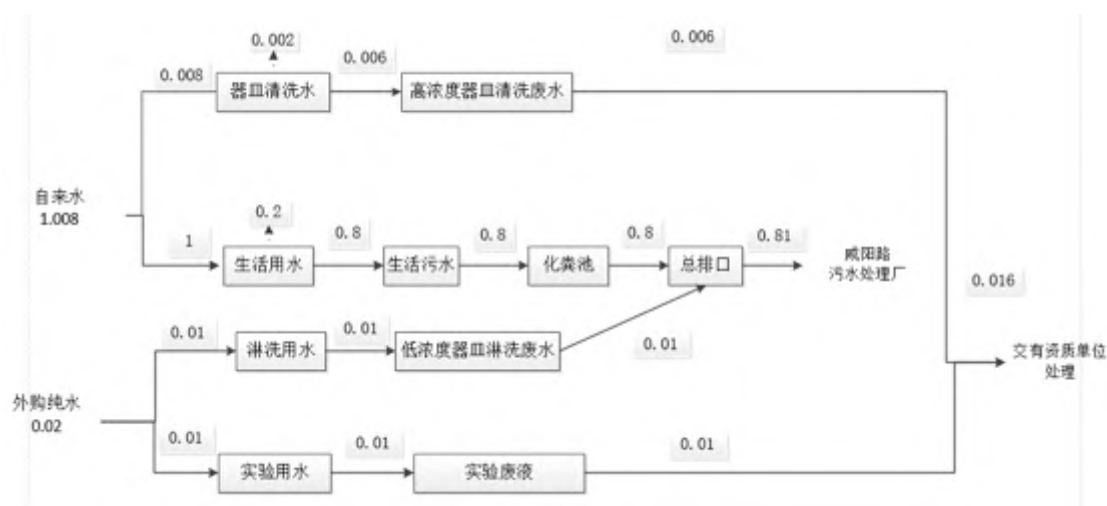 0.002
0.006
0.006
0.008
器皿清洗水
高浓度器皿清洗废水
自来水
1.008
0.2
1
0.8
0.8
0.8
0.81
生活用水
生活污水
化粪池
总排口
咸阳路
污水处理厂
0.016
0.01
0.01
0.01
淋洗用水
低浓度器皿淋洗废水
交有资质单位
处理
外购纯水
0.02
0.01
0.01
0.01
实验用水
实验废液